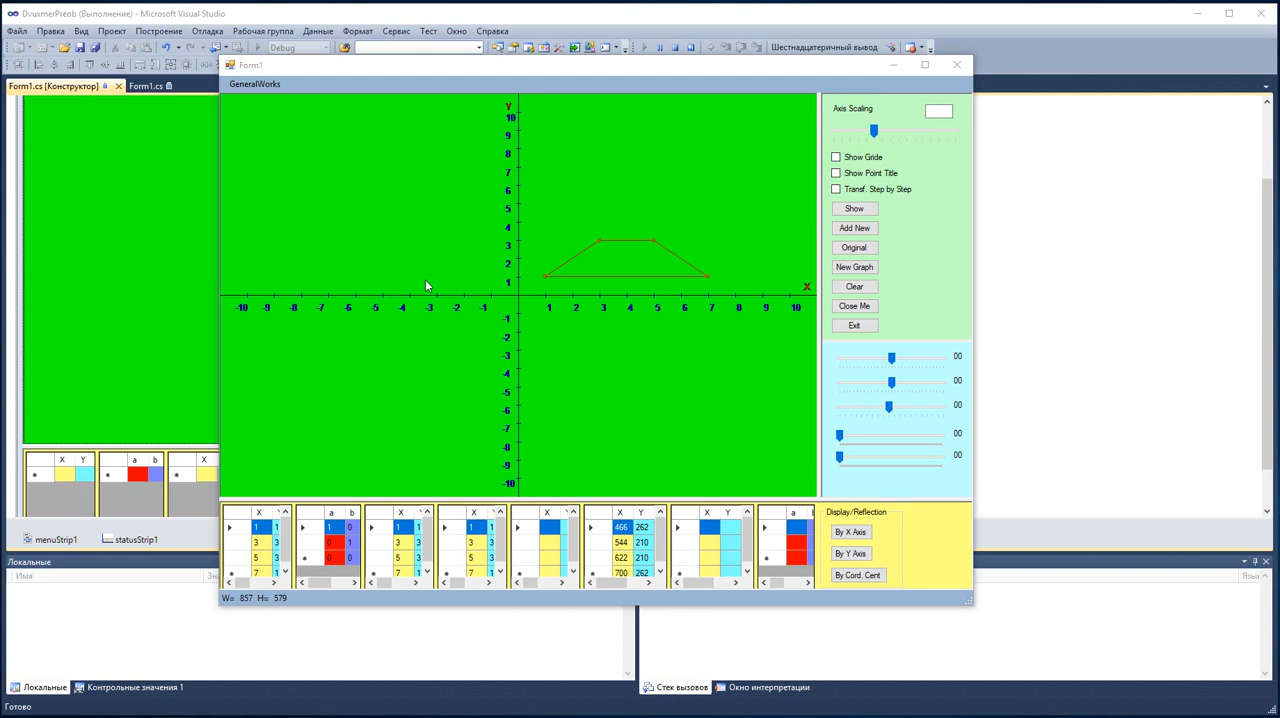 DvuxmerPreob (Выполнение) - Microsoft Visual Studio
Файл Правка Вид Проект Построение Отладка Рабочая группа Данные Формат Сервис Тест Окно Справка
Debug Шестнадцатеричный вывод
Form1.cs [Конструктор] Form1.cs
Form1
GeneralWorks
Y
10
9
8
7
6
5
4
3
2
1
X
-10 -9 -8 -7 -6 -5 -4 -3 -2 -1 1 2 3 4 5 6 7 8 9 10
-1
-2
-3
-4
-5
-6
-7
-8
-9
-10
Axis Scaling
Show Gride
Show Point Title
Transf. Step by Step
Show
Add New
Original
New Graph
Clear
Close Me
Exit
00
00
00
00
00
X Y a b X
X a b X X X Y X Y X Y a
1 1 1 0 1 1 1 1 466 262
3 3 0 1 3 3 3 3 544 210
5 3 0 0 5 3 5 3 622 210
7 1 7 1 7 1 700 262
Display/Reflection
By X Axis
By Y Axis
By Cord. Cent
W= 857 H= 579
menuStrip1 statusStrip1
Локальные
Имя
Локальные Контрольные значения 1
Стек вызовов Окно интерпретации
Готово